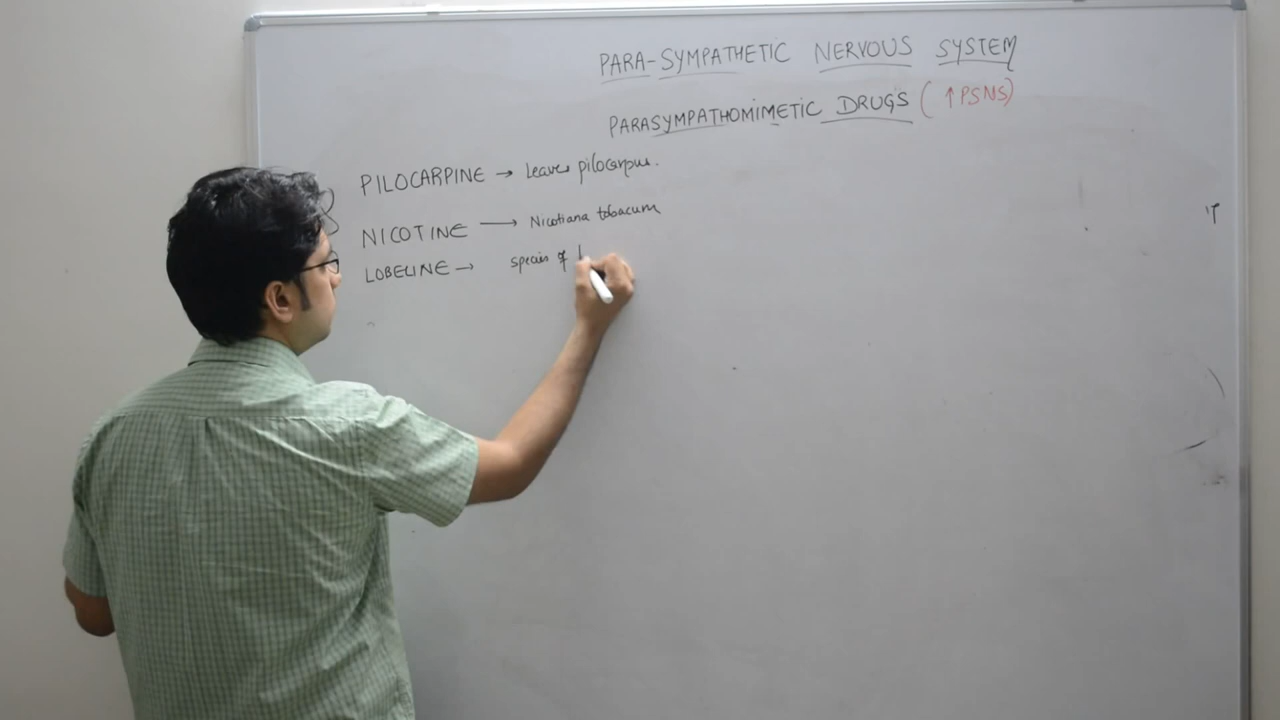 PARA-SYMPATHETIC NERVOUS SYSTEM
PARASYMPATHOMIMETIC DRUGS (↑PSNS)
PILOCARPINE → Leaves pilocarpus.
NICOTINE → Nicotiana tobacum
LOBELINE → species of l